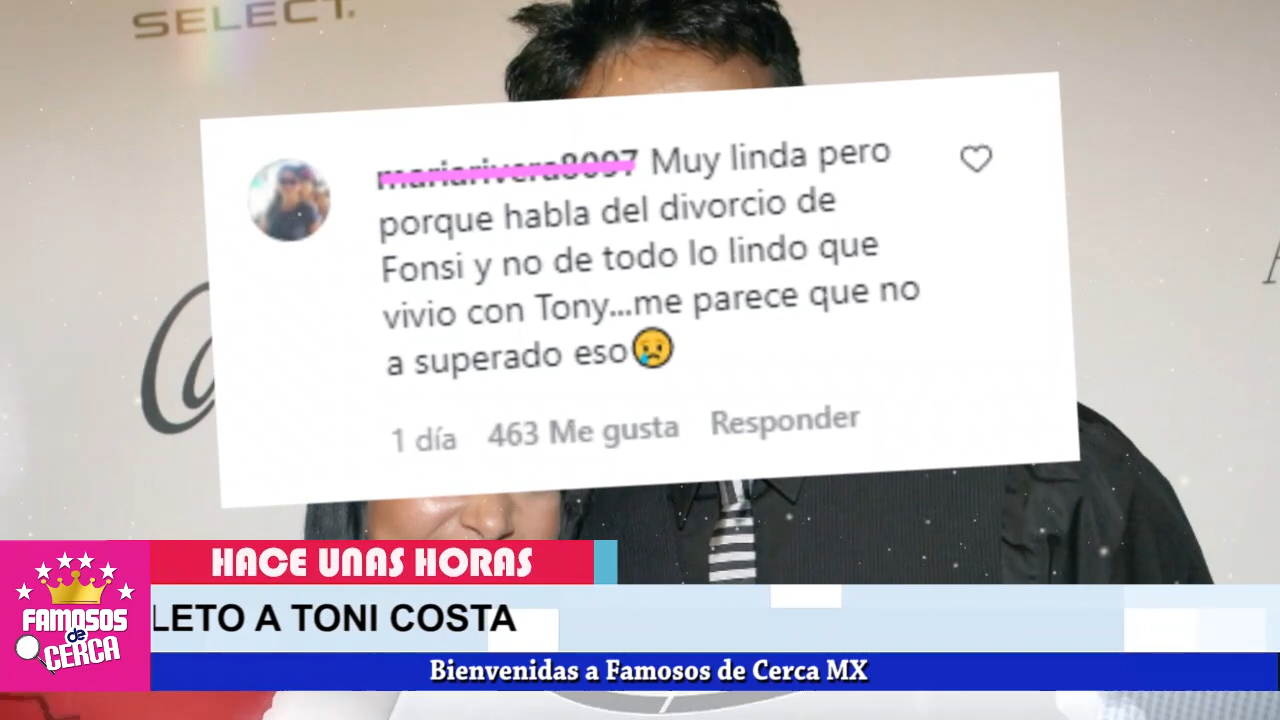 SELECT.
mariarivera8097 Muy linda pero
porque habla del divorcio de
Fonsi y no de todo lo lindo que
vivio con Tony...me parece que no
a superado eso😢
1 día 463 Me gusta Responder
HACE UNAS HORAS
LETO A TONI COSTA
FAMOSOS
de
CERCA
Bienvenidas a Famosos de Cerca MX